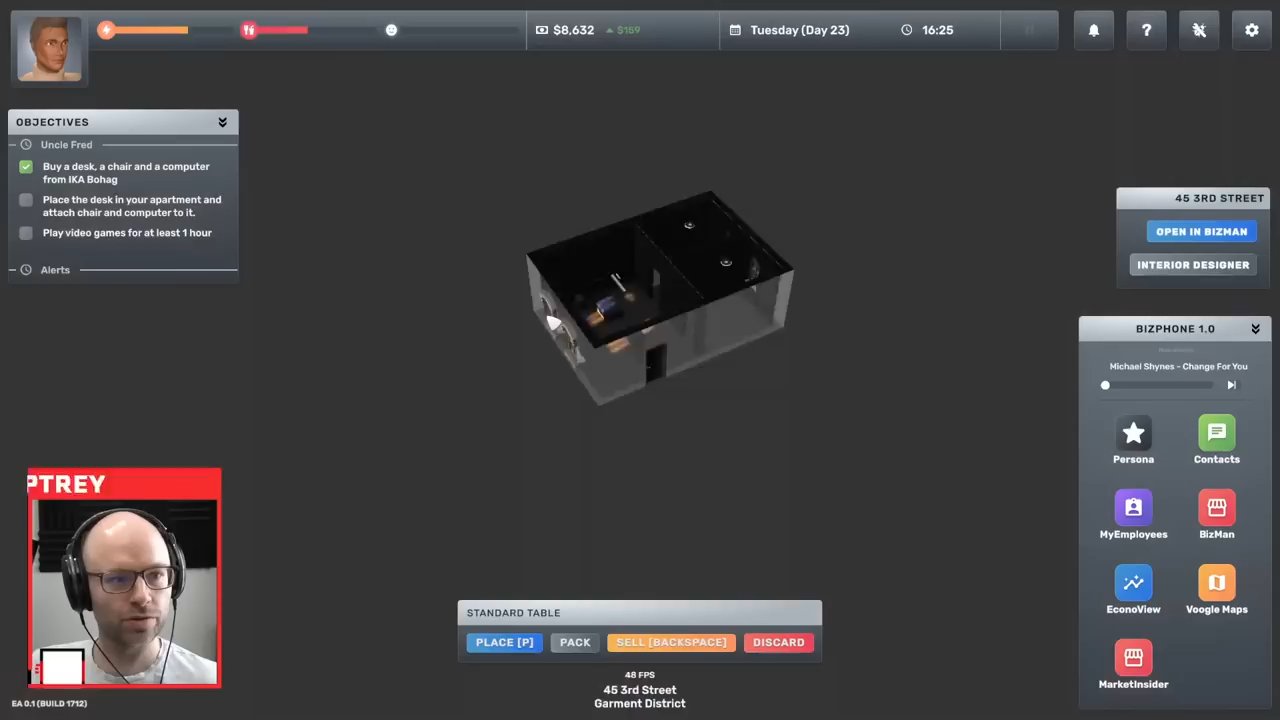 $8,632 $159
Tuesday (Day 23)
16:25
?
OBJECTIVES
Uncle Fred
Buy a desk, a chair and a computer
from IKA Bohag
Place the desk in your apartment and
attach chair and computer to it.
Play video games for at least 1 hour
Alerts
45 3RD STREET
OPEN IN BIZMAN
INTERIOR DESIGNER
BIZPHONE 1.0
Michael Shynes - Change For You
Persona
Contacts
MyEmployees
BizMan
EconoView
Voogle Maps
MarketInsider
PTREY
STANDARD TABLE
PLACE [P]
PACK
SELL [BACKSPACE]
DISCARD
48 FPS
45 3rd Street
Garment District
EA 0.1 (BUILD 1712)